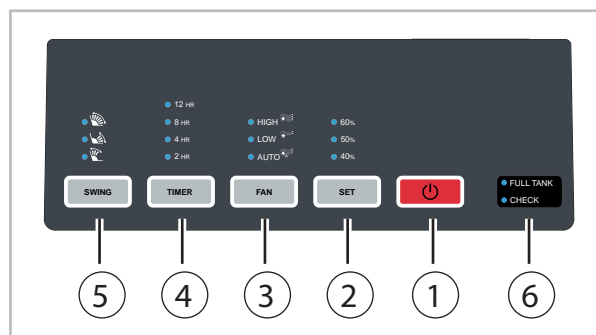 12 HR
8 HR
4 HR
2 HR
HIGH
LOW
AUTO
60%
50%
40%
SWING
TIMER
FAN
SET
FULL TANK
CHECK
5
4
3
2
1
6